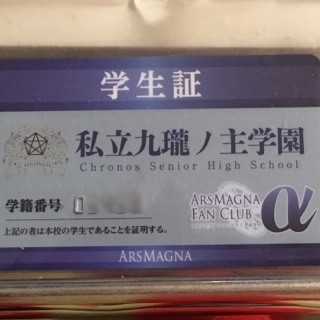 学生証
私立九瓏ノ主学園
Chronos Senior High School
学籍番号
上記の者は本校の学生であることを証明する。
ARSMAGNA
FAN CLUB α
ARSMAGNA